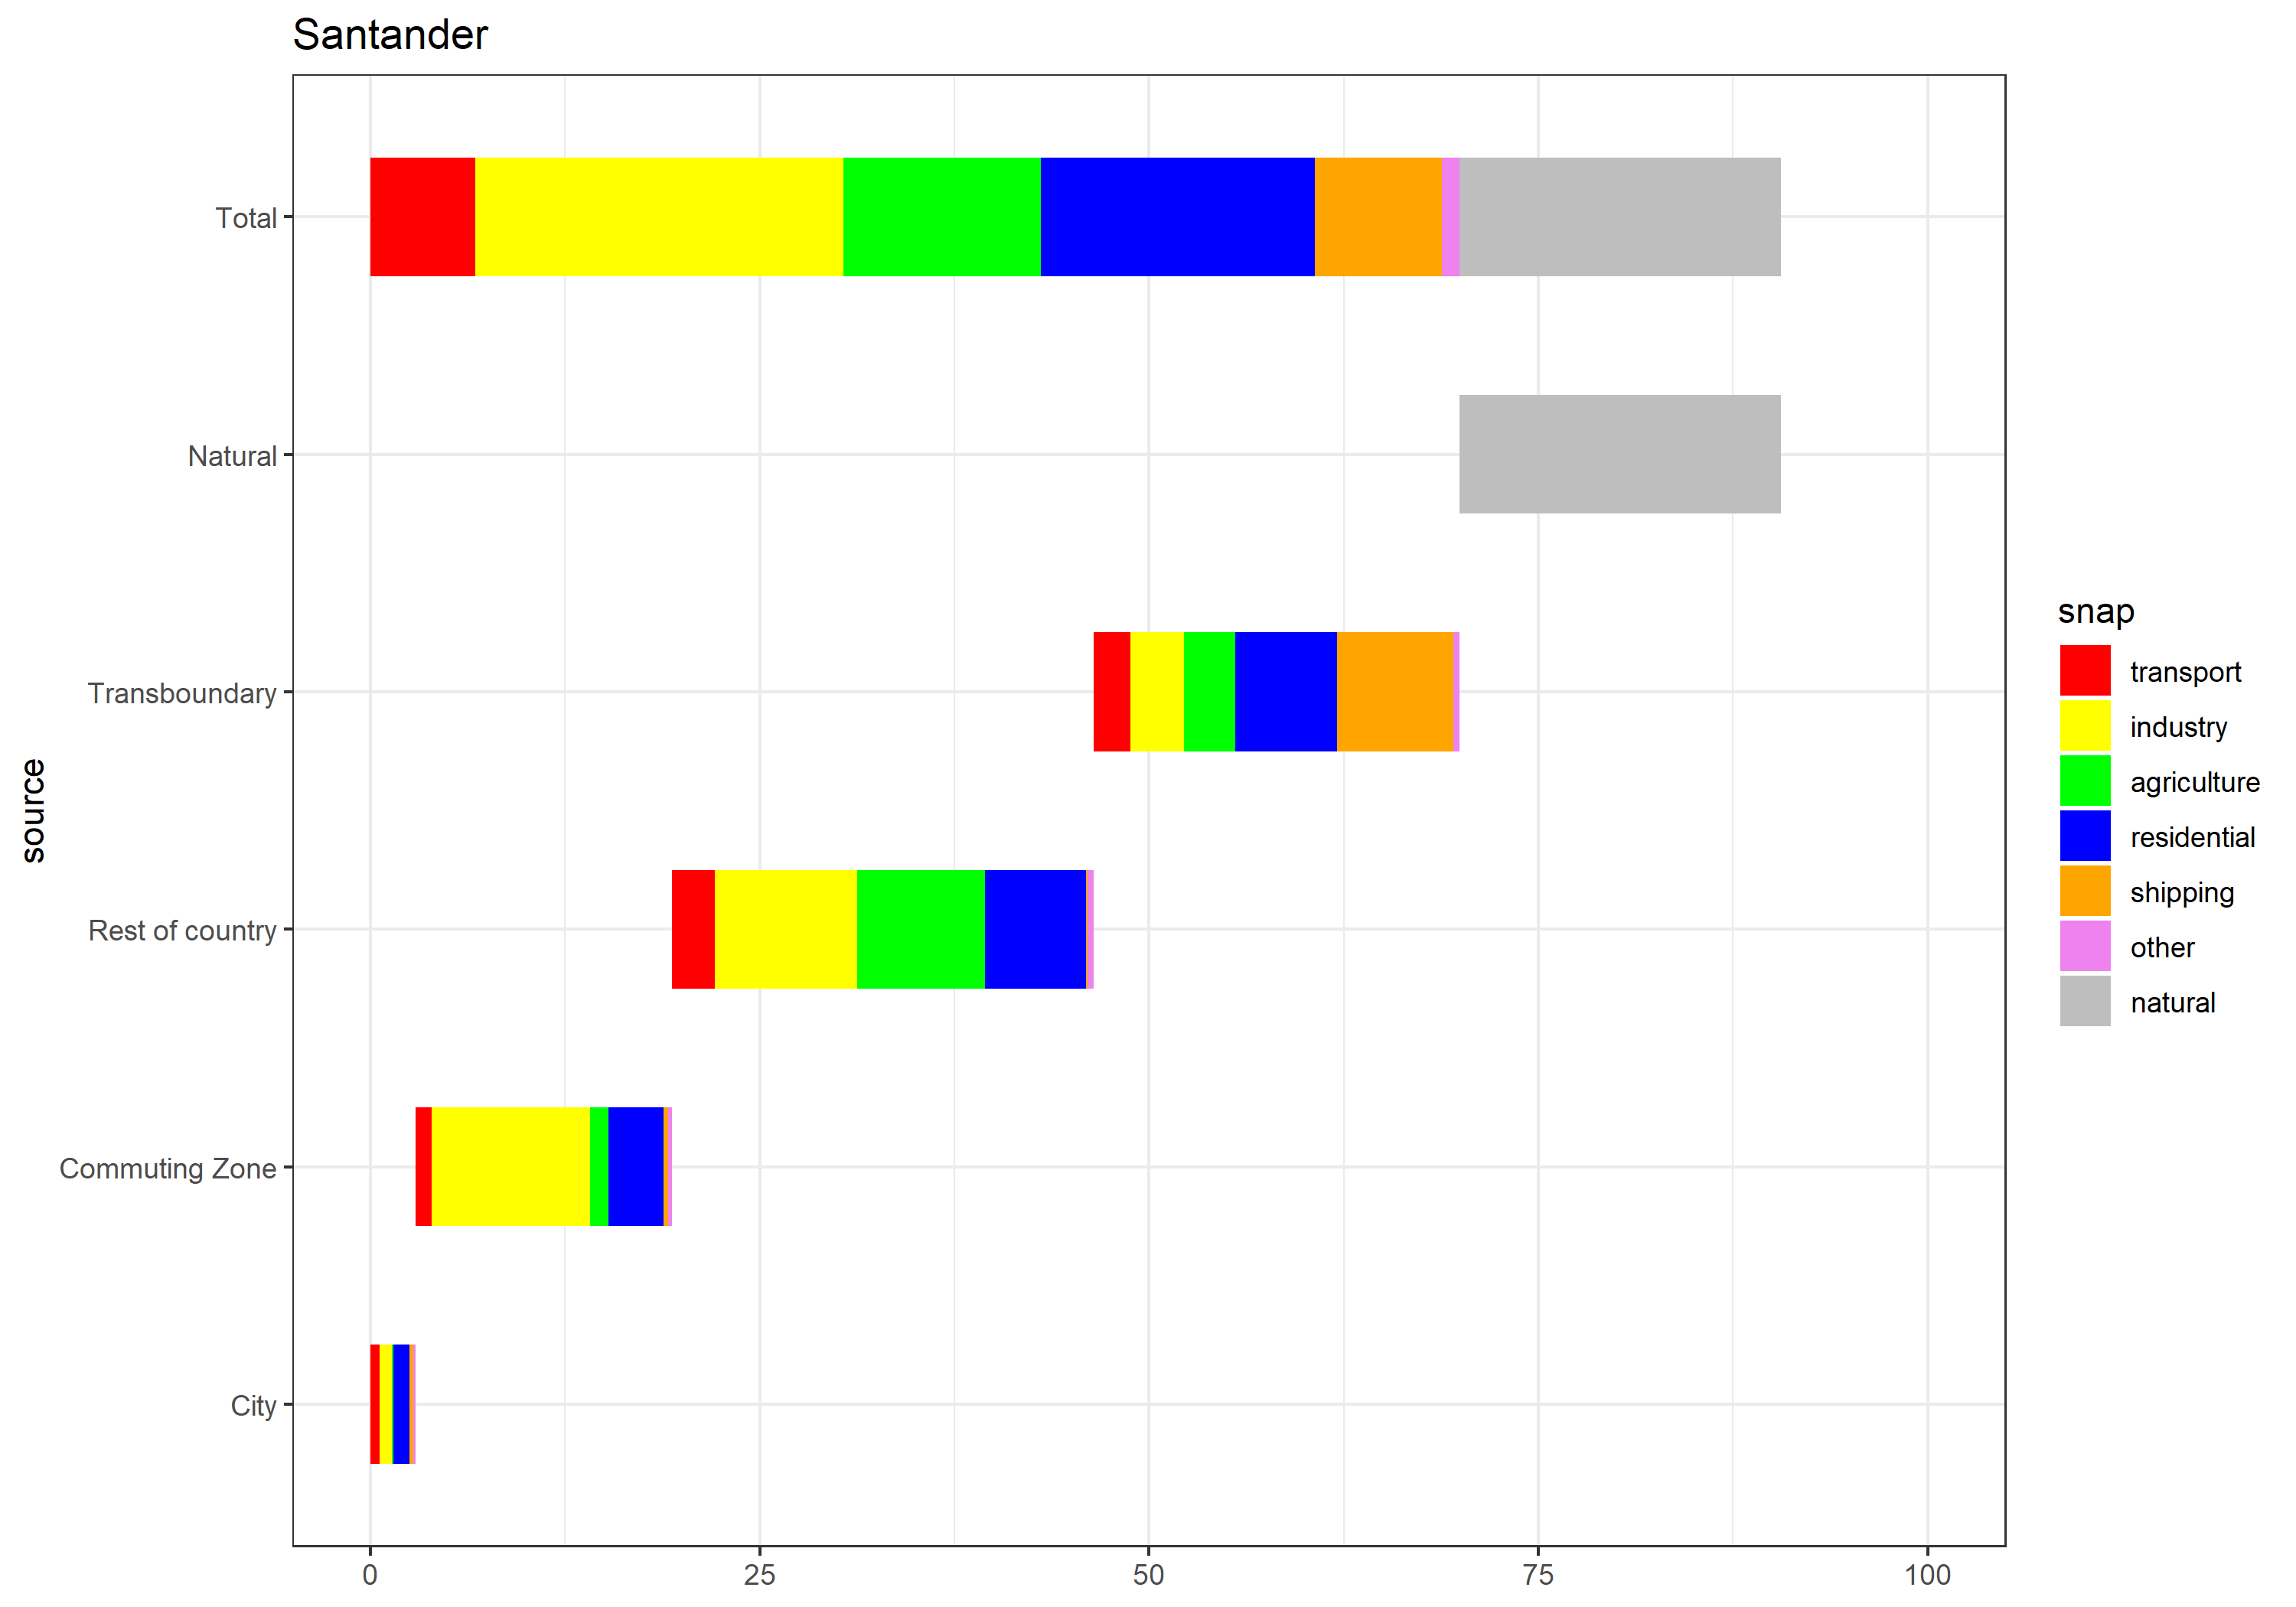 Santander
Total
Natural
Transboundary
Rest of country
Commuting Zone
City
source
0 25 50 75 100
snap
transport
industry
agriculture
residential
shipping
other
natural